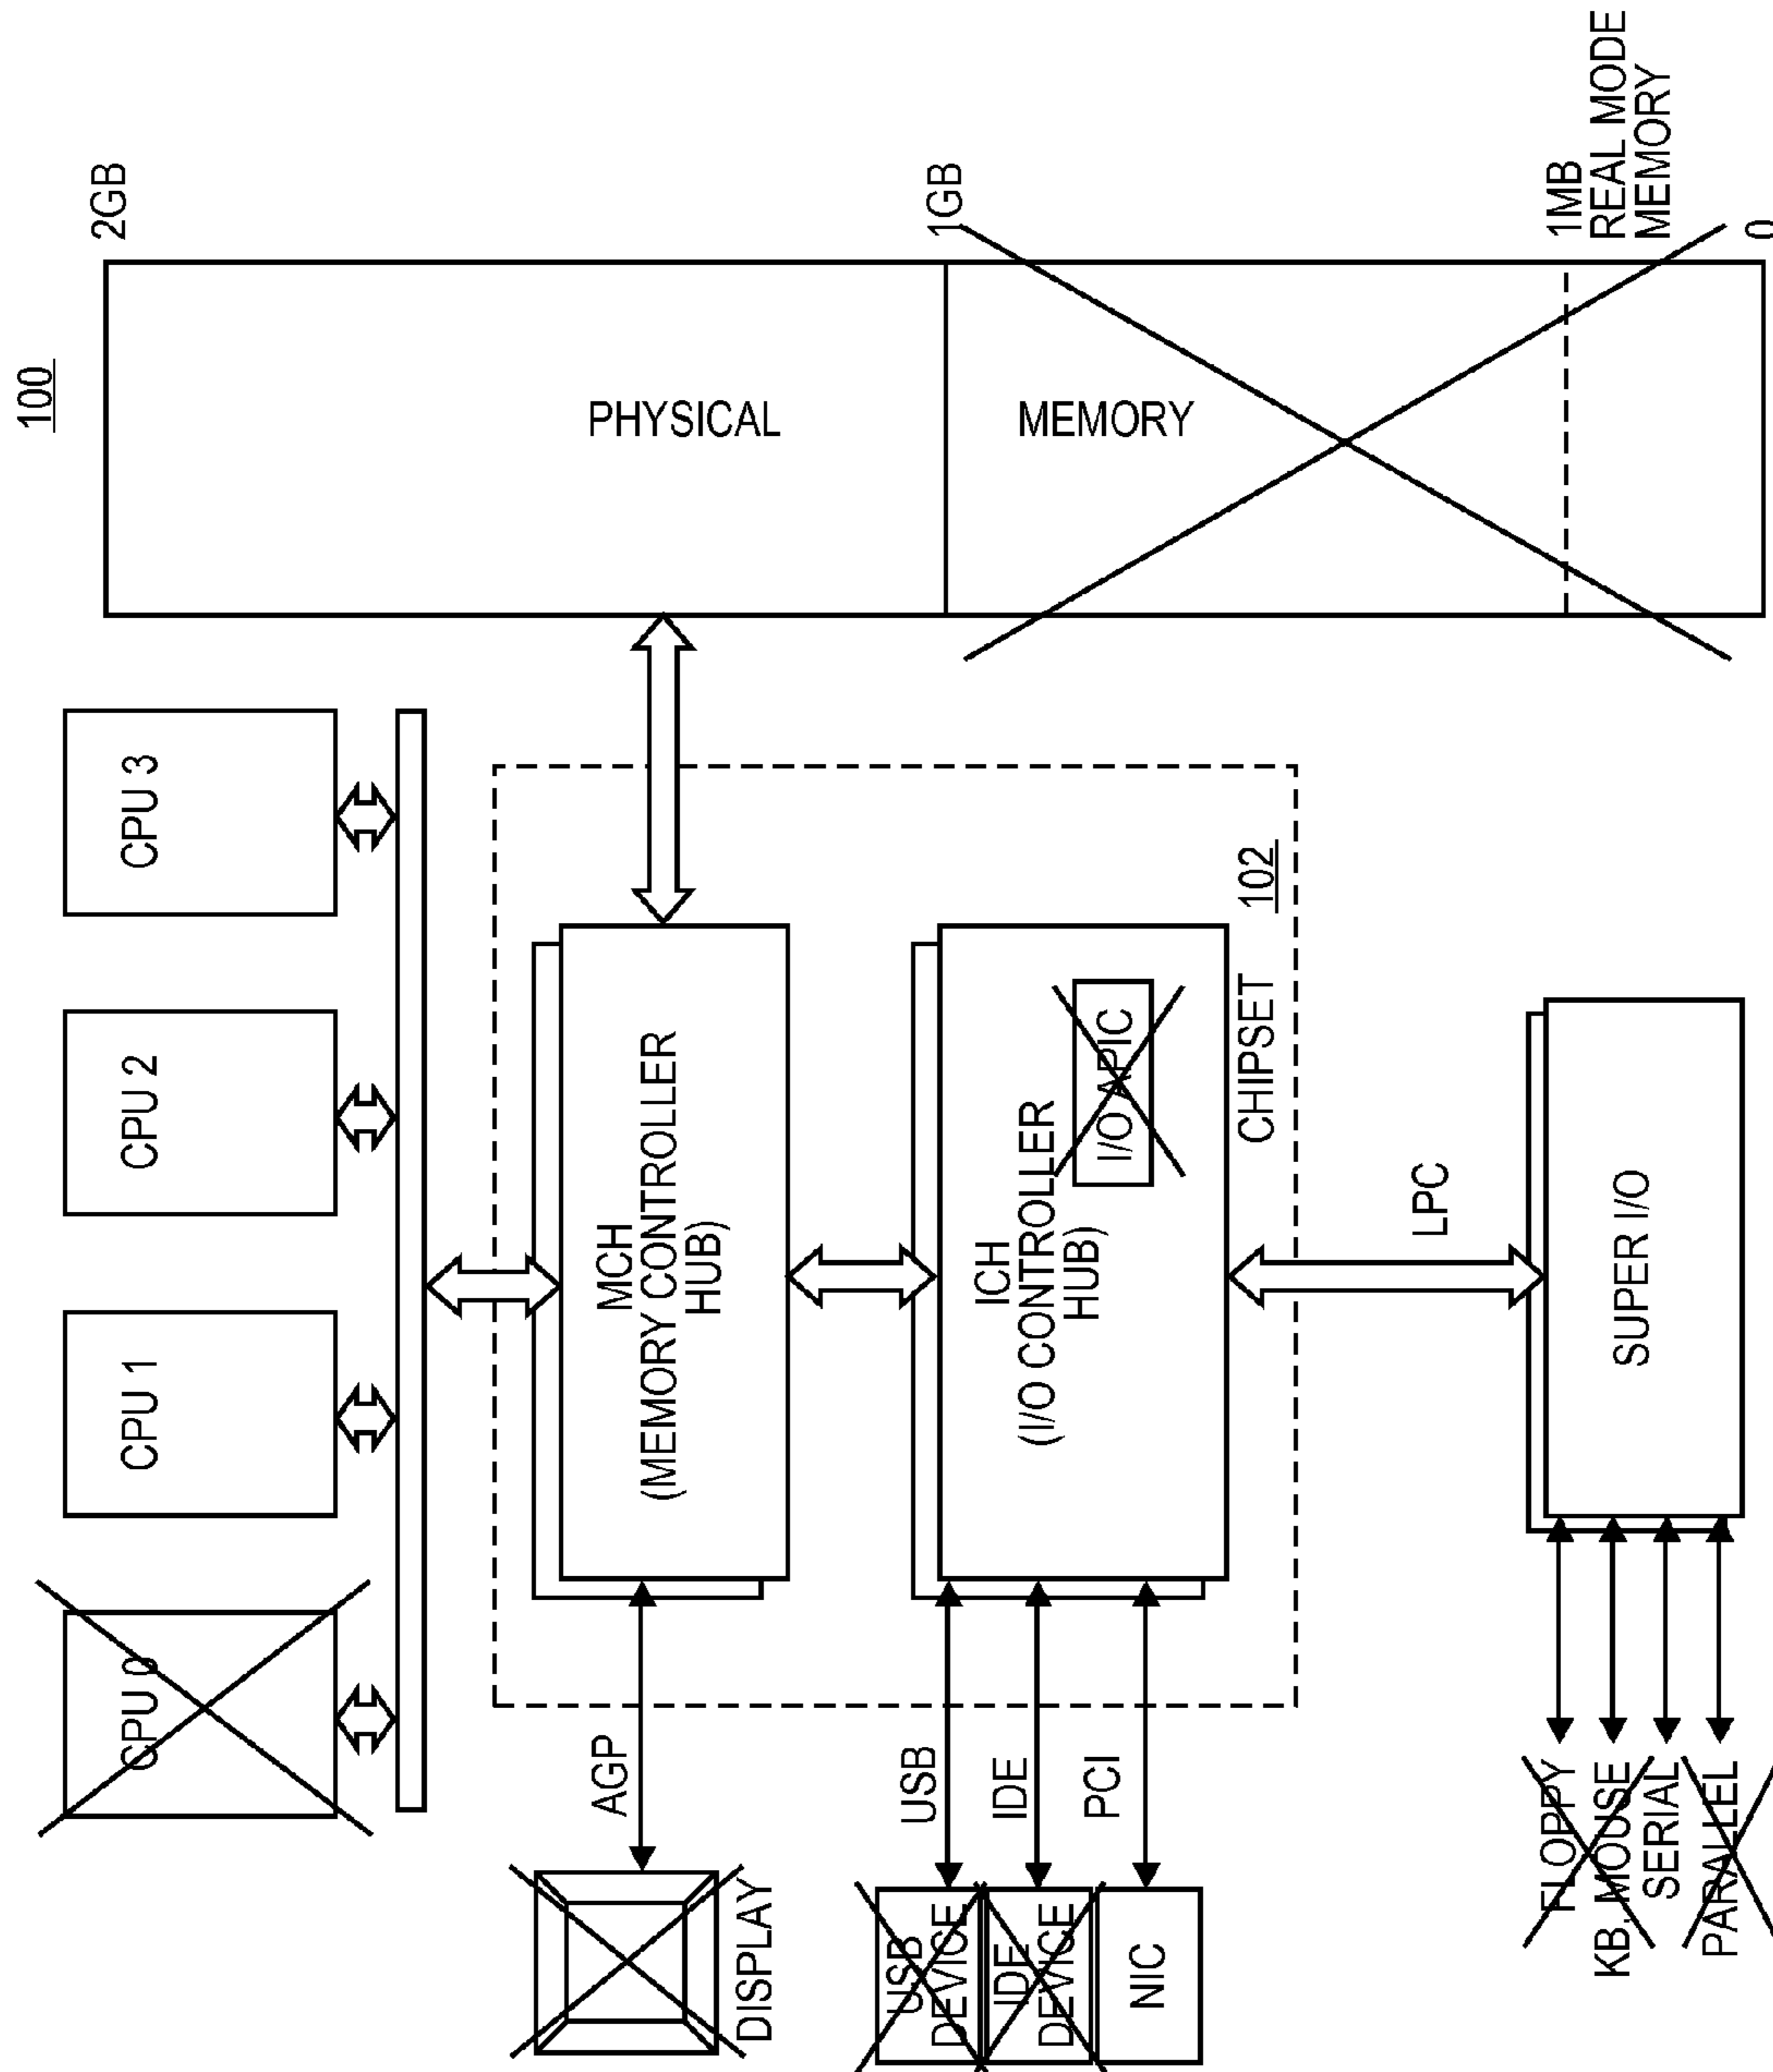 100
CPU 0
CPU 1
CPU 2
CPU 3
2GB
PHYSICAL
MEMORY
1GB
1MB
REAL MODE
MEMORY
0
AGP
DISPLAY
MCH
(MEMORY CONTROLLER
HUB)
USB
IDE
PCI
USB
DEVICE
IDE
DEVICE
NIC
ICH
(I/O CONTROLLER
HUB)
I/O APIC
CHIPSET
102
LPC
SUPER I/O
FLOPPY
KB, MOUSE
SERIAL
PARALLEL